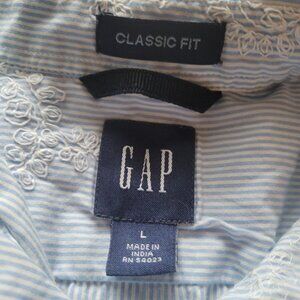 CLASSIC FIT
GAP
L
MADE IN
INDIA
RN 54023